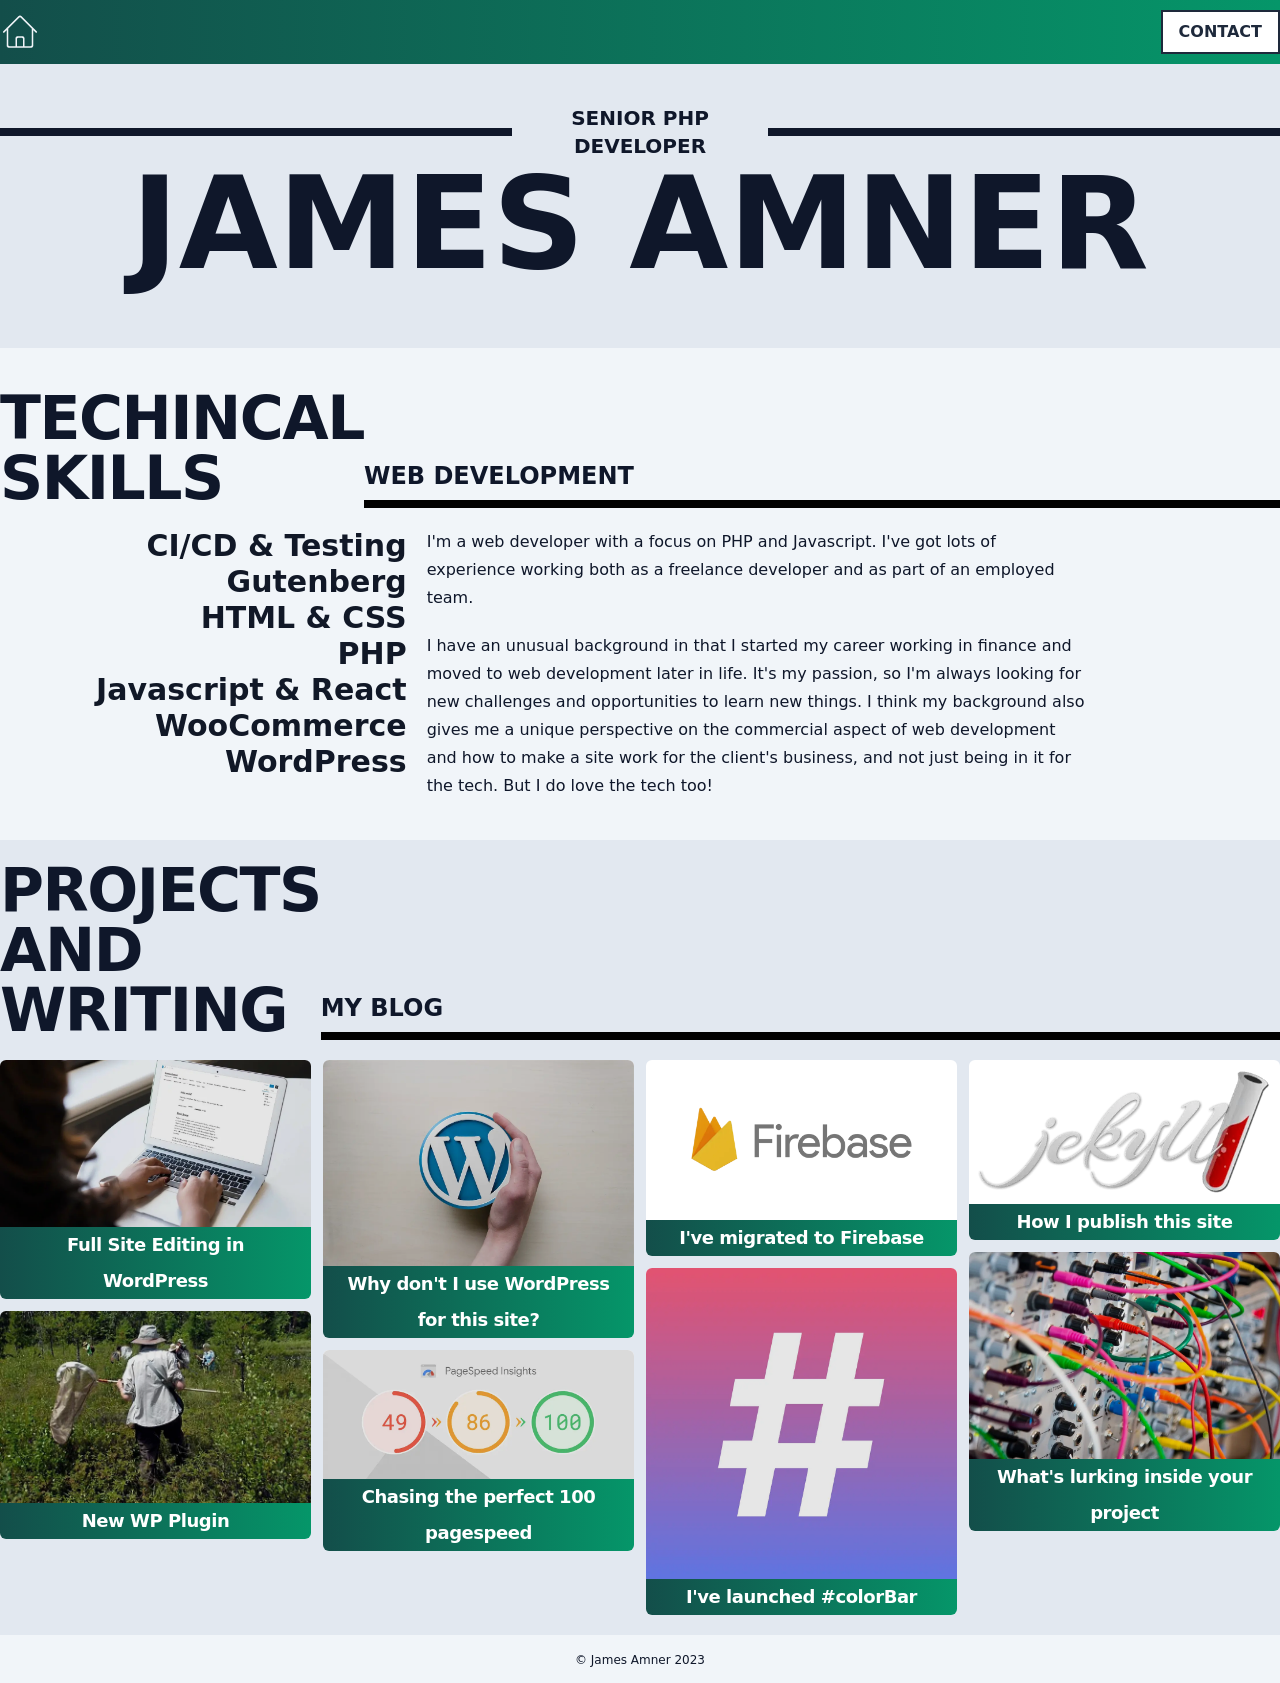 CONTACT
SENIOR PHP
DEVELOPER
JAMES AMNER
TECHINCAL
SKILLS
WEB DEVELOPMENT
CI/CD & Testing
Gutenberg
HTML & CSS
PHP
Javascript & React
WooCommerce
WordPress
I'm a web developer with a focus on PHP and Javascript. I've got lots of
experience working both as a freelance developer and as part of an employed
team.
I have an unusual background in that I started my career working in finance and
moved to web development later in life. It's my passion, so I'm always looking for
new challenges and opportunities to learn new things. I think my background also
gives me a unique perspective on the commercial aspect of web development
and how to make a site work for the client's business, and not just being in it for
the tech. But I do love the tech too!
PROJECTS
AND
WRITING
MY BLOG
Full Site Editing in
WordPress
New WP Plugin
W
Why don't I use WordPress
for this site?
PageSpeed Insights
49 » 86 » 100
Chasing the perfect 100
pagespeed
Firebase
I've migrated to Firebase
#
I've launched #colorBar
jekyll
How I publish this site
What's lurking inside your
project
© James Amner 2023